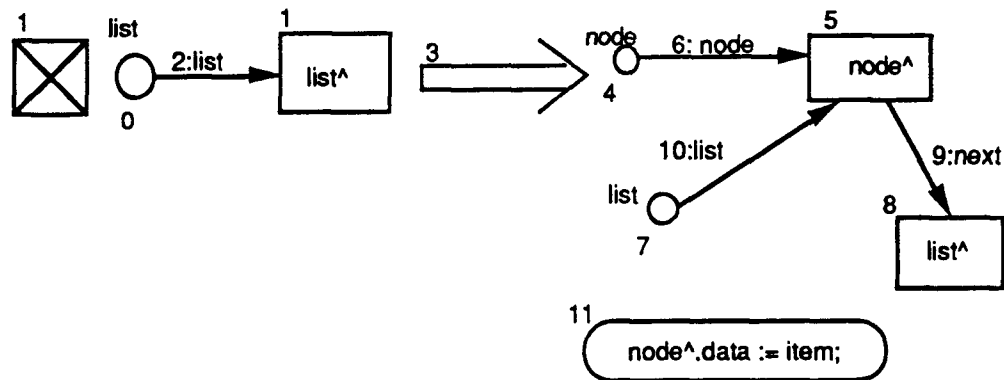 1
list
0
2:list
1
list^
3
node
4
6: node
5
node^
10:list
9:next
list
7
8
list^
11
node^.data := item;